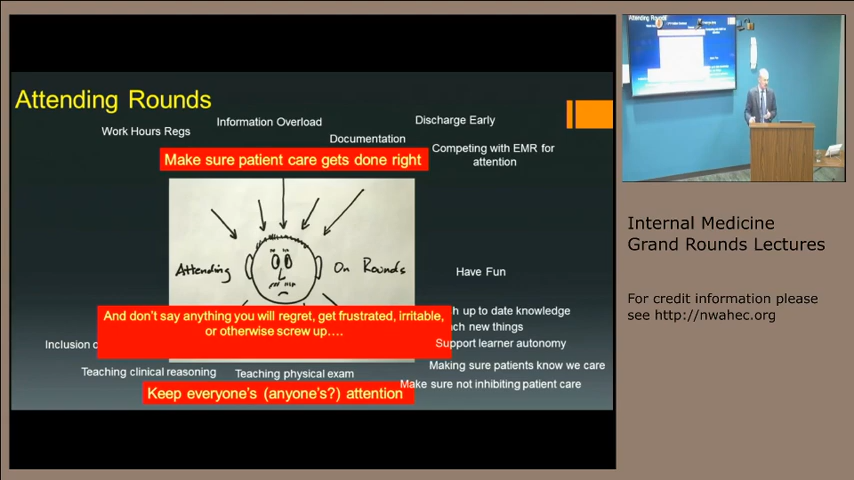 Attending Rounds
Work Hours Regs
Information Overload
Documentation
Discharge Early
Competing with EMR for
attention
Make sure patient care gets done right
Attending
On Rounds
Have Fun
And don't say anything you will regret, get frustrated, irritable,
or otherwise screw up....
up to date knowledge
new things
Support learner autonomy
Inclusion
Teaching clinical reasoning
Teaching physical exam
Making sure patients know we care
Make sure not inhibiting patient care
Keep everyone's (anyone's?) attention
Attending Rounds
Internal Medicine
Grand Rounds Lectures
For credit information please
see http://nwahec.org